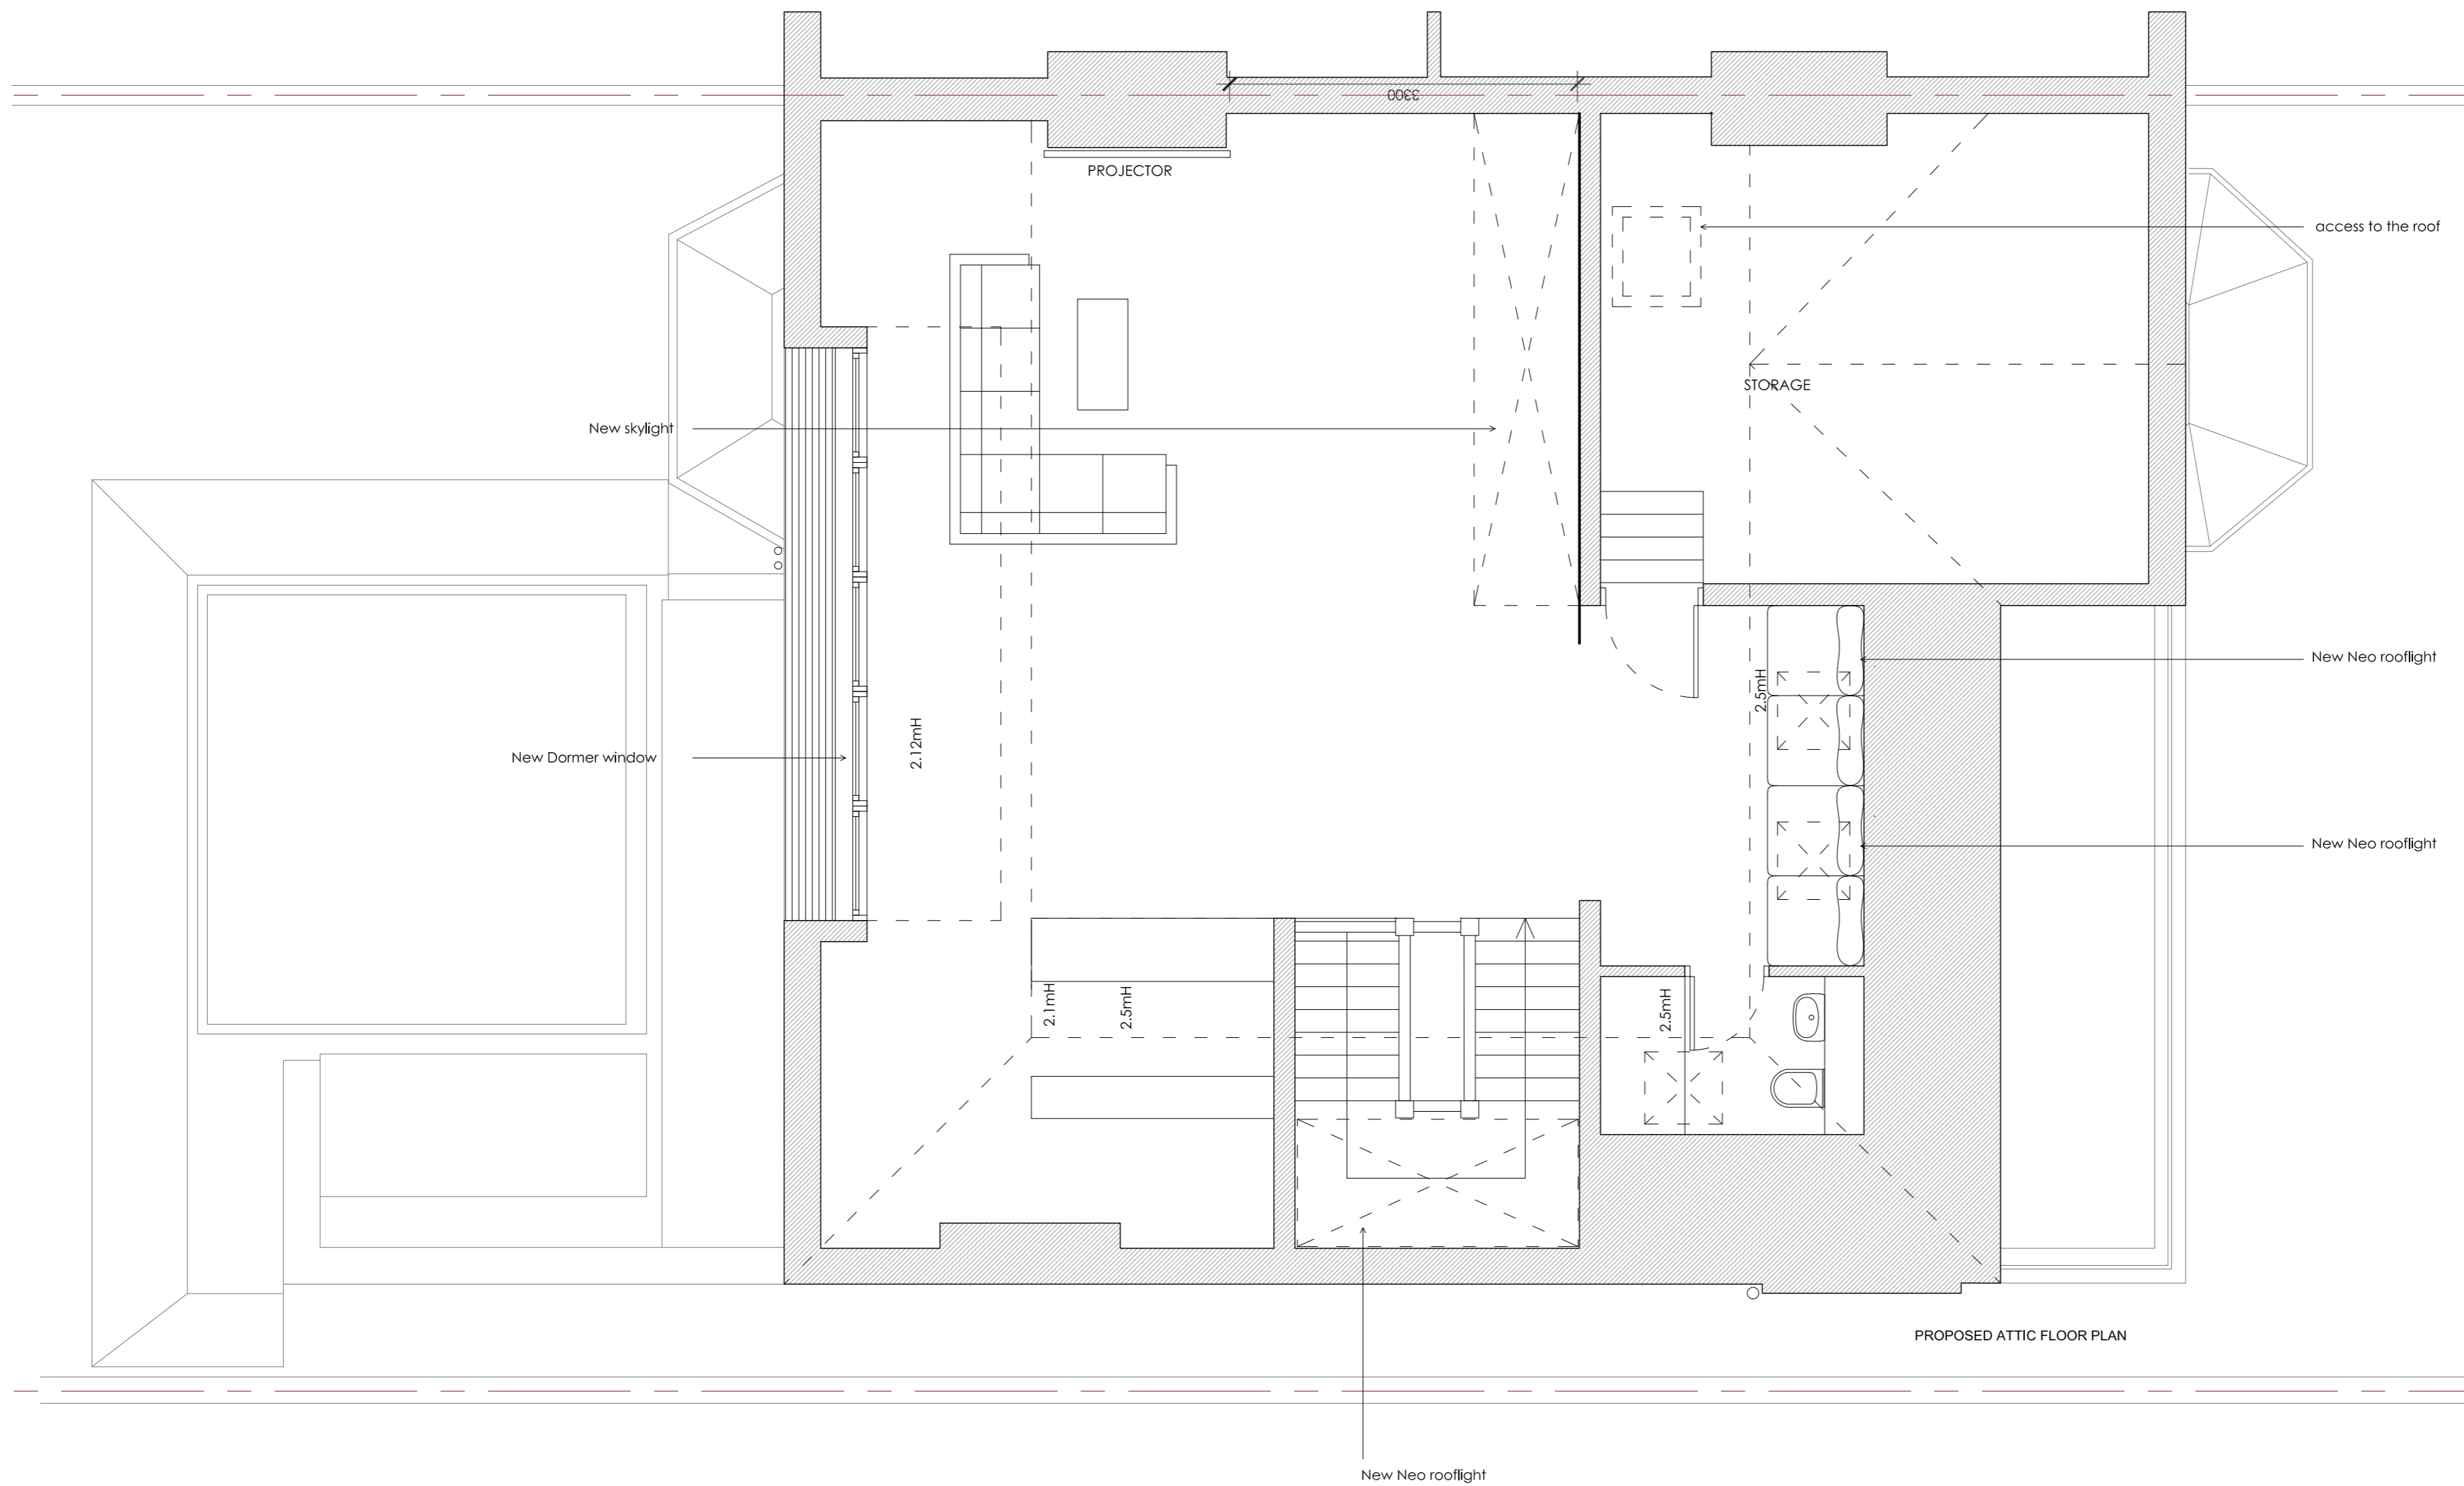 3300
PROJECTOR
access to the roof
STORAGE
New skylight
New Neo rooflight
2.5mH
2.12mH
New Dormer window
New Neo rooflight
2.1mH
2.5mH
2.5mH
PROPOSED ATTIC FLOOR PLAN
New Neo rooflight